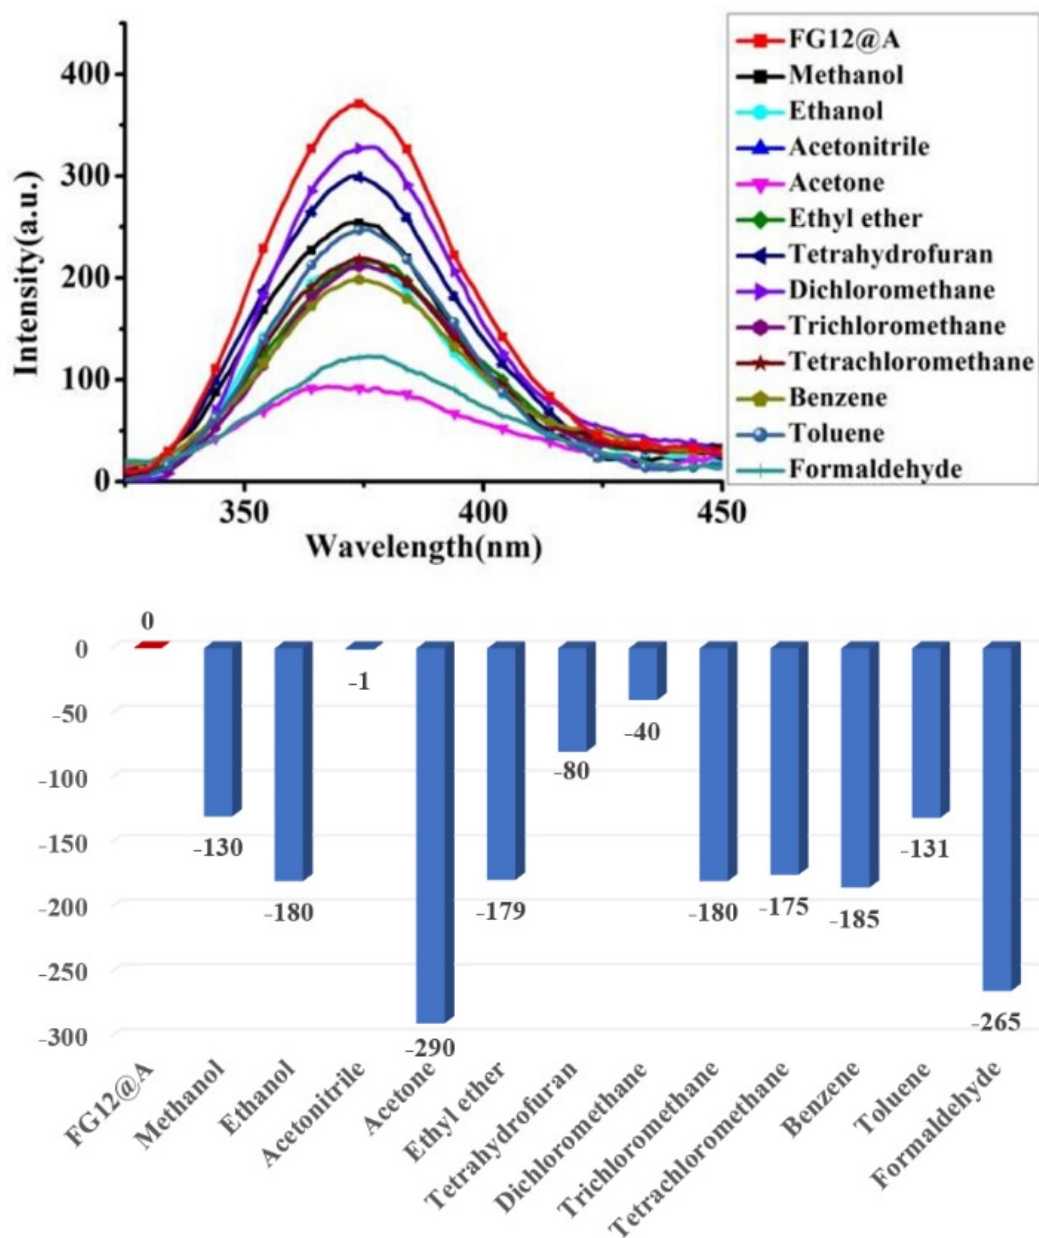 400
300
200
100
0
Intensity(a.u.)
350
400
450
Wavelength(nm)
FG12@A
Methanol
Ethanol
Acetonitrile
Acetone
Ethyl ether
Tetrahydrofuran
Dichloromethane
Trichloromethane
Tetrachloromethane
Benzene
Toluene
Formaldehyde
0
-50
-100
-150
-200
-250
-300
0
-130
-180
-1
-290
-179
-80
-40
-180
-175
-185
-131
-265
FG12@A
Methanol
Ethanol
Acetonitrile
Acetone
Ethyl ether
Tetrahydrofuran
Dichloromethane
Trichloromethane
Tetrachloromethane
Benzene
Toluene
Formaldehyde